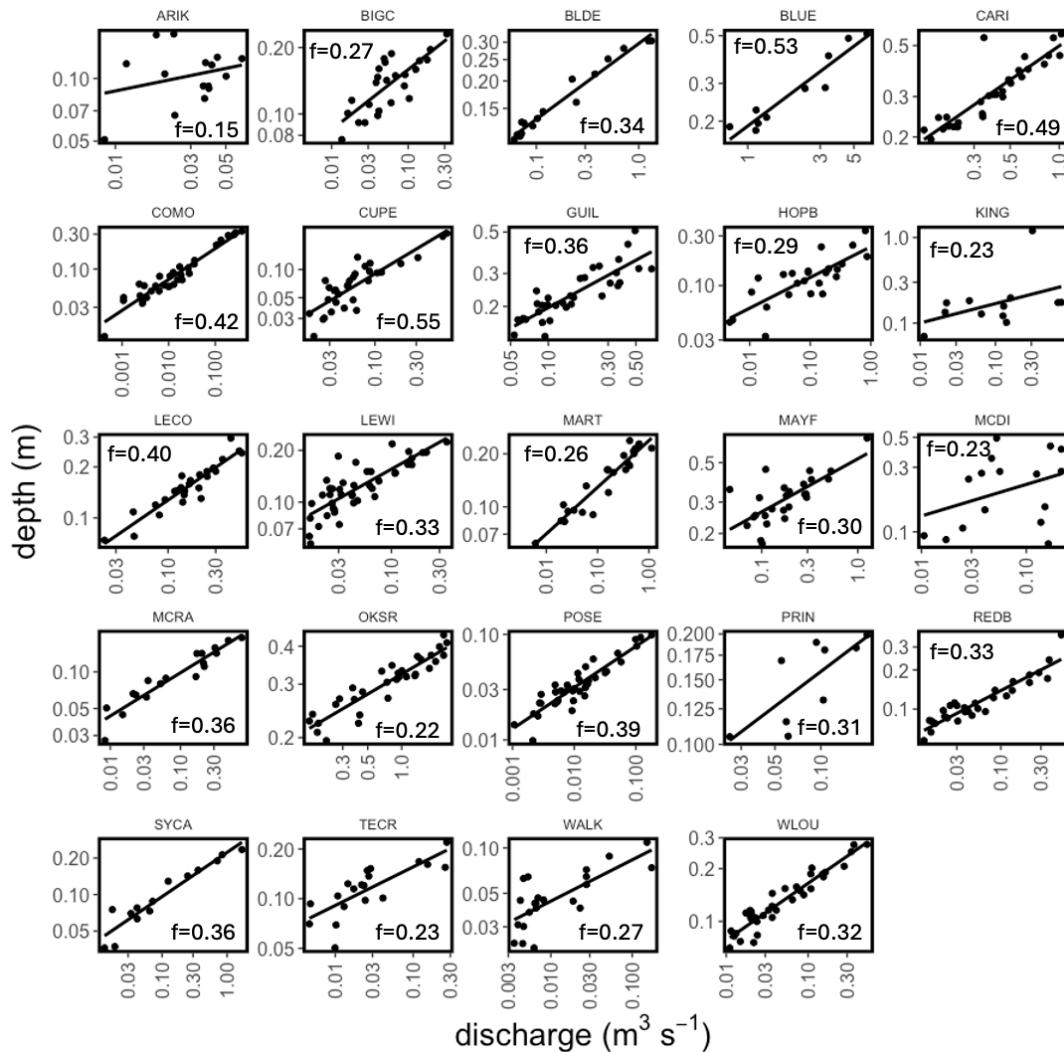 ARIK BIGC BLDE BLUE CARI
0.10 0.07 0.05 f=0.15 0.01 0.03 0.05
0.20 0.10 0.08 f=0.27 0.03 0.10 0.30
0.30 0.20 0.15 f=0.34 0.1 0.3 1.0
0.5 0.3 0.2 f=0.53 1 3 5
0.5 0.3 0.2 f=0.49 0.3 0.5 1.0
COMO CUPE GUIL HOPB KING
0.30 0.10 0.03 f=0.42 0.001 0.010 0.100
0.10 0.05 0.03 f=0.55 0.03 0.10 0.30
0.5 0.3 0.2 f=0.36 0.05 0.10 0.30 0.50
0.30 0.10 0.03 f=0.29 0.01 0.03 0.10 0.30 1.00
1.0 0.3 0.1 f=0.23 0.01 0.03 0.10 0.30
LECO LEWI MART MAYF MCDI
0.3 0.2 0.1 f=0.40 0.03 0.10 0.30
0.20 0.10 0.07 f=0.33 0.03 0.10 0.30
0.20 0.10 0.07 f=0.26 0.01 0.10 1.00
0.5 0.3 0.2 f=0.30 0.1 0.3 1.0
0.5 0.3 0.1 f=0.23 0.01 0.03 0.10
MCRA OKSR POSE PRIN REDB
0.10 0.05 0.03 f=0.36 0.01 0.03 0.10 0.30
0.4 0.3 0.2 f=0.22 0.3 0.5 1.0
0.10 0.03 0.01 f=0.39 0.001 0.010 0.100
0.200 0.175 0.150 0.125 0.100 f=0.31 0.03 0.05 0.10
0.3 0.2 0.1 f=0.33 0.03 0.10 0.30
SYCA TECR WALK WLOU
0.20 0.10 0.05 f=0.36 0.03 0.10 0.30 1.00
0.20 0.10 0.05 f=0.23 0.01 0.03 0.10 0.30
0.10 0.05 0.03 f=0.27 0.003 0.010 0.030 0.100
0.3 0.1 f=0.32 0.01 0.03 0.10 0.30
depth (m)
discharge (m³ s⁻¹)